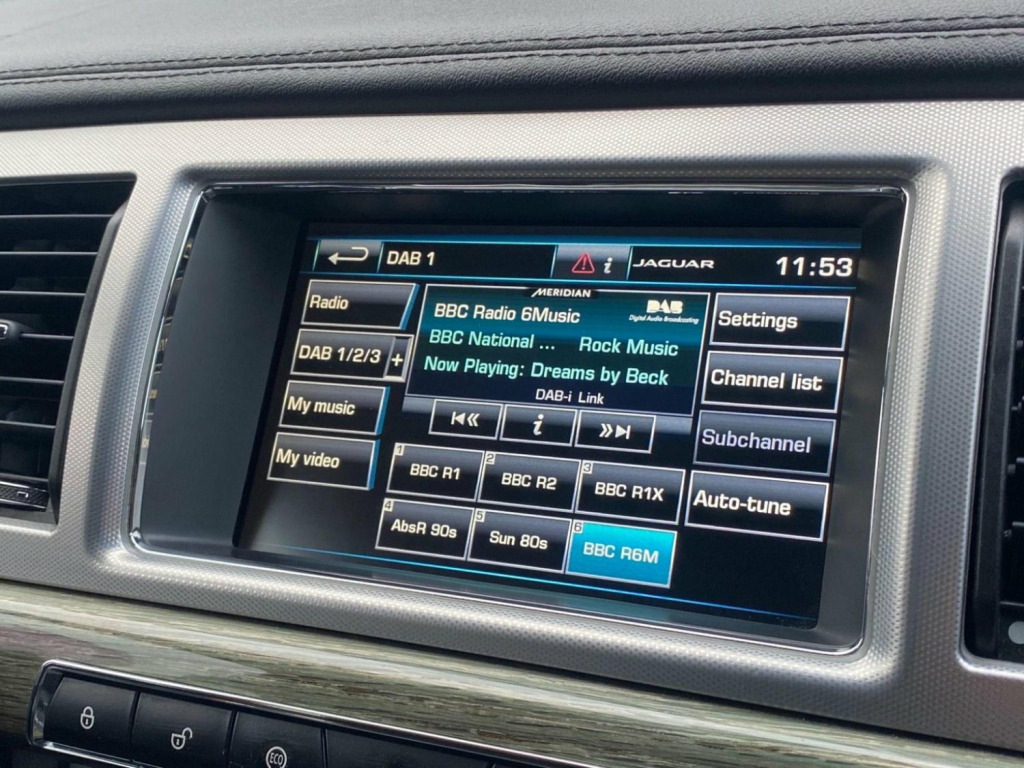 DAB 1
i
JAGUAR
11:53
MERIDIAN
Radio
BBC Radio 6Music
DAB
Digital Audio Broadcasting
Settings
DAB 1/2/3 +
BBC National ... Rock Music
Now Playing: Dreams by Beck
DAB-i Link
Channel list
My music
i
Subchannel
My video
1 BBC R1
2 BBC R2
3 BBC R1X
Auto-tune
4 AbsR 90s
5 Sun 80s
6 BBC R6M
ECO